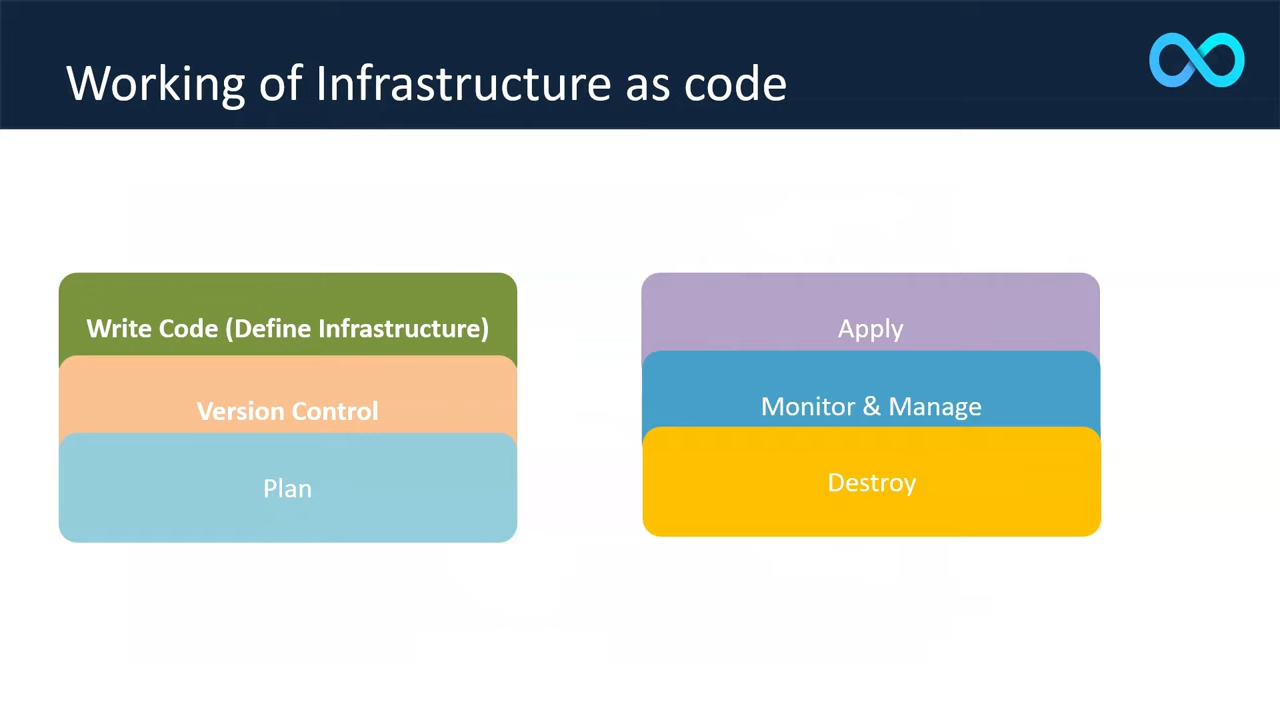 Working of Infrastructure as code
Write Code (Define Infrastructure)
Version Control
Plan
Apply
Monitor & Manage
Destroy